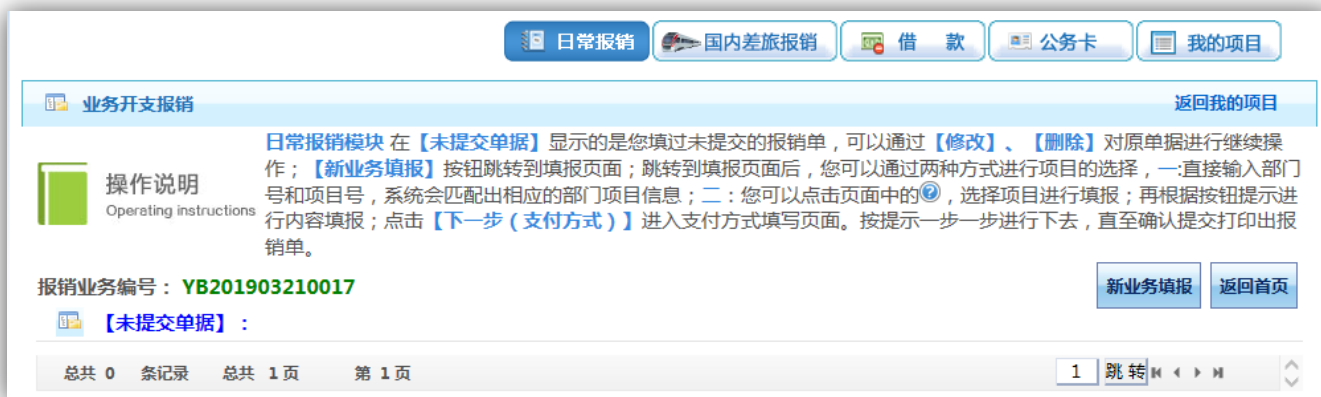 日常报销 国内差旅报销 借 款 公务卡 我的项目
业务开支报销 返回我的项目
日常报销模块 在【未提交单据】显示的是您填过未提交的报销单，可以通过【修改】、【删除】对原单据进行继续操
作；【新业务填报】按钮跳转到填报页面；跳转到填报页面后，您可以通过两种方式进行项目的选择，一:直接输入部门
号和项目号，系统会匹配出相应的部门项目信息；二：您可以点击页面中的?，选择项目进行填报；再根据按钮提示进
行内容填报；点击【下一步（支付方式）】进入支付方式填写页面。按提示一步一步进行下去，直至确认提交打印出报
销单。
操作说明
Operating instructions
报销业务编号： YB201903210017
新业务填报 返回首页
【未提交单据】：
总共 0 条记录 总共 1 页 第 1 页 1 跳 转